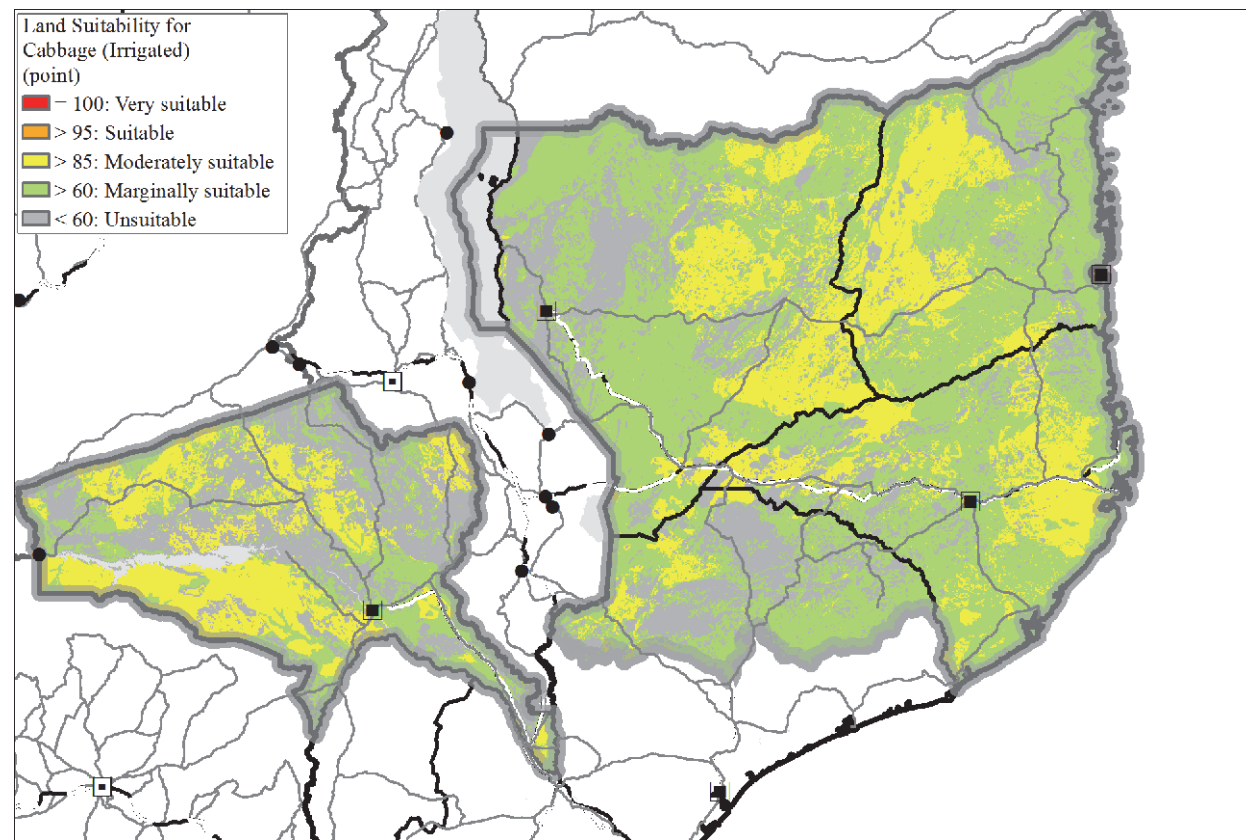 Land Suitability for
Cabbage (Irrigated)
(point)
= 100: Very suitable
> 95: Suitable
> 85: Moderately suitable
> 60: Marginally suitable
< 60: Unsuitable